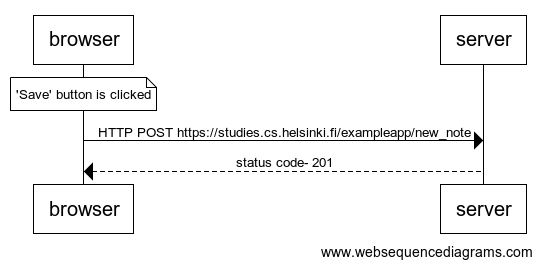 browser
server
'Save' button is clicked
HTTP POST https://studies.cs.helsinki.fi/exampleapp/new_note
status code- 201
browser
server
www.websequencediagrams.com